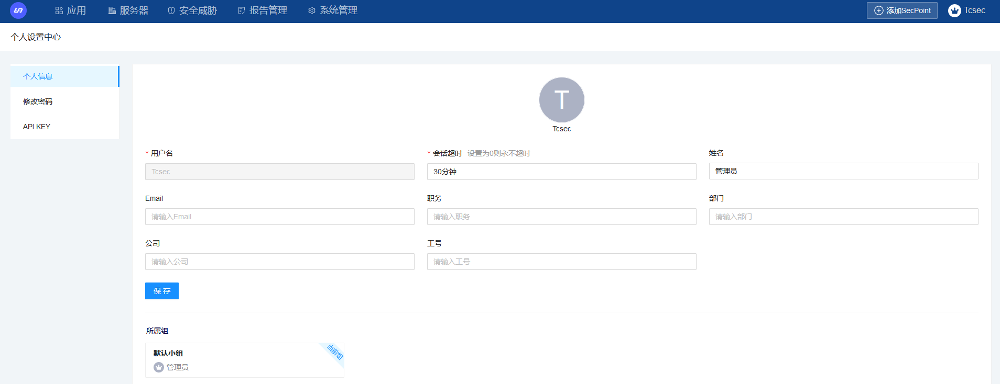 应用 服务器 安全威胁 报告管理 系统管理 添加SecPoint Tcsec
个人设置中心
个人信息
修改密码
API KEY
T
Tcsec
* 用户名 * 会话超时 设置为0则永不超时 姓名
Tcsec 30分钟 管理员
Email 职务 部门
请输入Email 请输入职务 请输入部门
公司 工号
请输入公司 请输入工号
保 存
所属组
默认小组 当前组
管理员